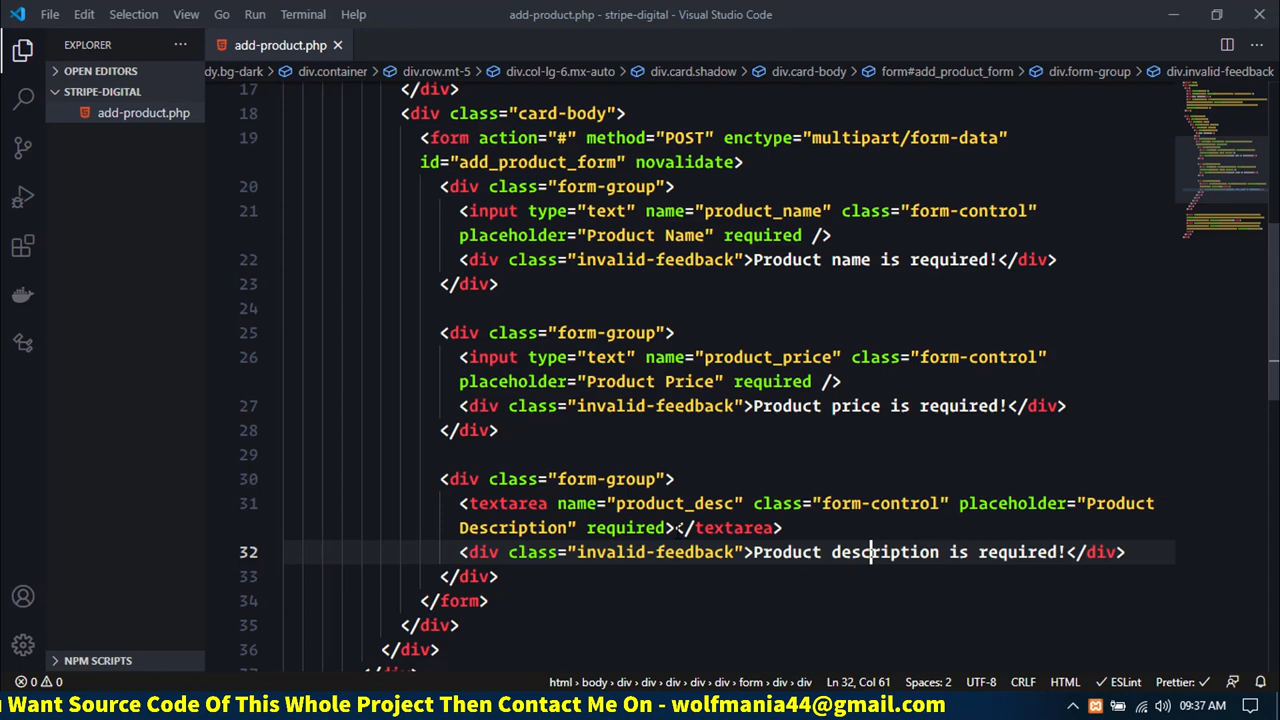 File Edit Selection View Go Run Terminal Help add-product.php - stripe-digital - Visual Studio Code
EXPLORER
add-product.php
OPEN EDITORS
STRIPE-DIGITAL
add-product.php
NPM SCRIPTS
dy.bg-dark div.container div.row.mt-5 div.col-lg-6.mx-auto div.card.shadow div.card-body form#add_product_form div.form-group div.invalid-feedback
17 </div>
18 <div class="card-body">
19 <form action="#" method="POST" enctype="multipart/form-data"
id="add_product_form" novalidate>
20 <div class="form-group">
21 <input type="text" name="product_name" class="form-control"
placeholder="Product Name" required />
22 <div class="invalid-feedback">Product name is required!</div>
23 </div>
24
25 <div class="form-group">
26 <input type="text" name="product_price" class="form-control"
placeholder="Product Price" required />
27 <div class="invalid-feedback">Product price is required!</div>
28 </div>
29
30 <div class="form-group">
31 <textarea name="product_desc" class="form-control" placeholder="Product
Description" required></textarea>
32 <div class="invalid-feedback">Product description is required!</div>
33 </div>
34 </form>
35 </div>
36 </div>
0 0 html › body › div › div › div › div › div › form › div › div Ln 32, Col 61 Spaces: 2 UTF-8 CRLF HTML ESLint Prettier:
Want Source Code Of This Whole Project Then Contact Me On - wolfmania44@gmail.com
09:37 AM